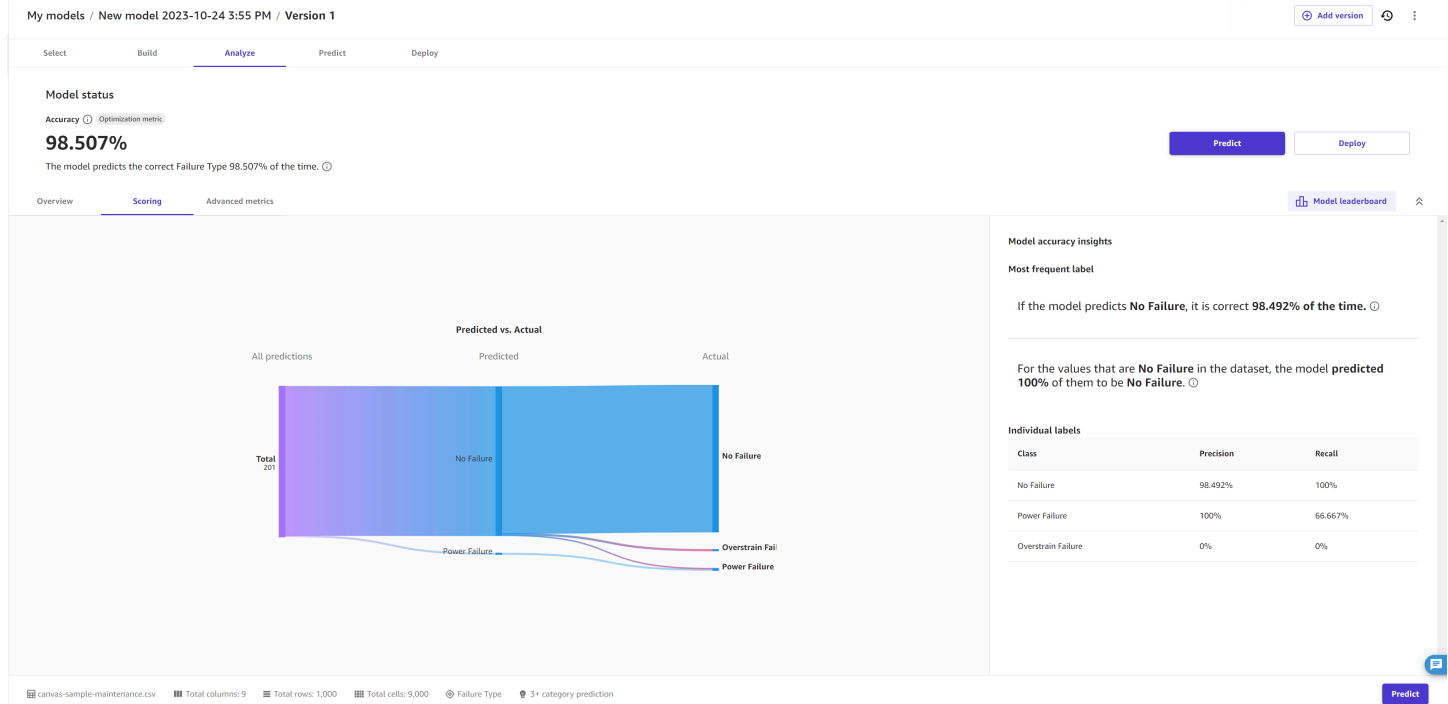 My models / New model 2023-10-24 3:55 PM / Version 1
Add version
Select Build Analyze Predict Deploy
Model status
Accuracy Optimization metric
98.507%
The model predicts the correct Failure Type 98.507% of the time.
Predict Deploy
Overview Scoring Advanced metrics
Model leaderboard
Predicted vs. Actual
All predictions Predicted Actual
Total
201
No Failure
No Failure
Power Failure
Overstrain Fai
Power Failure
Model accuracy insights
Most frequent label
If the model predicts No Failure, it is correct 98.492% of the time.
For the values that are No Failure in the dataset, the model predicted
100% of them to be No Failure.
Individual labels
Class Precision Recall
No Failure 98.492% 100%
Power Failure 100% 66.667%
Overstrain Failure 0% 0%
canvas-sample-maintenance.csv Total columns: 9 Total rows: 1,000 Total cells: 9,000 Failure Type 3+ category prediction
Predict